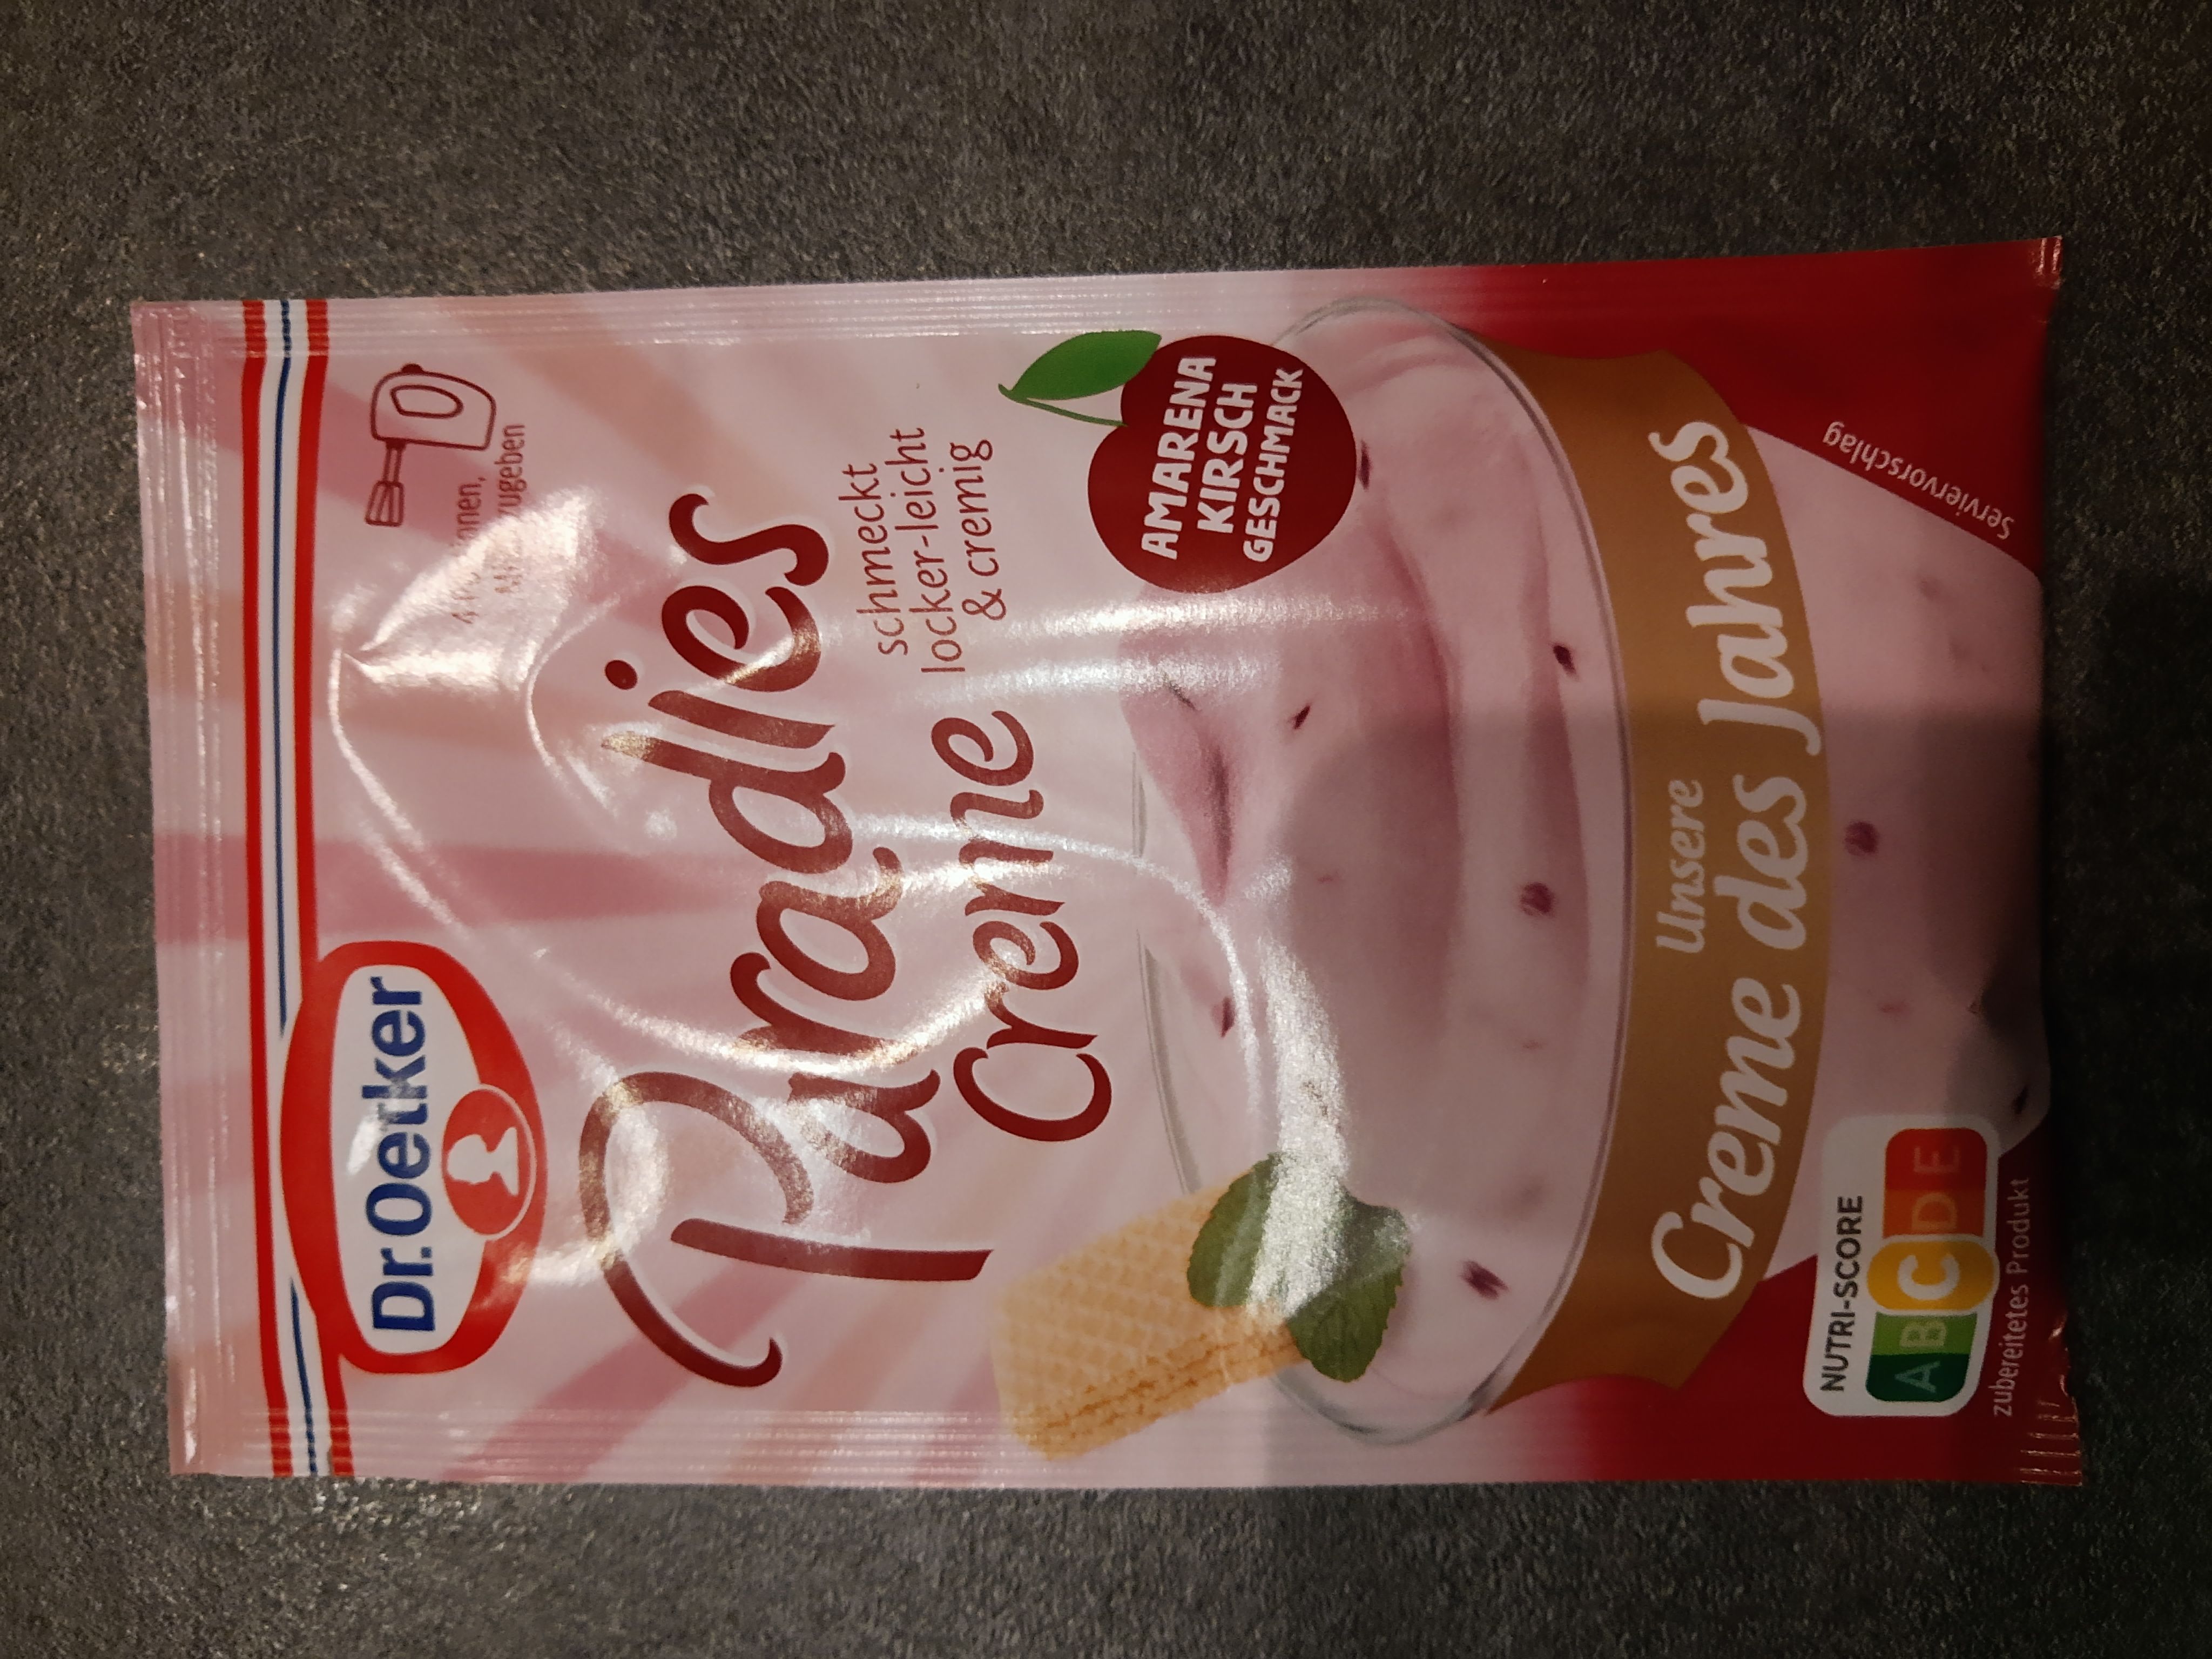 Dr.Oetker
zugeben
Paradies
Creme
schmeckt
locker-leicht
& cremig
AMARENA
KIRSCH
GESCHMACK
Unsere
Creme des Jahres
Serviervorschlag
NUTRI-SCORE
A B C D E
zubereitetes Produkt